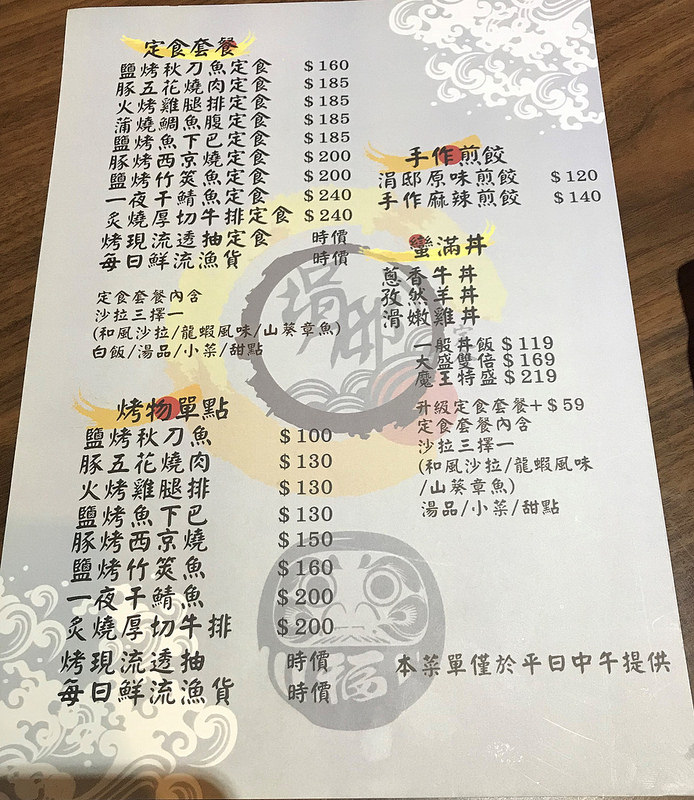 定食套餐
鹽烤秋刀魚定食 $160
豚五花燒肉定食 $185
火烤雞腿排定食 $185
蒲燒鯛魚腹定食 $185
鹽烤魚下巴定食 $185
豚烤西京燒定食 $200
鹽烤竹筴魚定食 $200
一夜干鯖魚定食 $240
炙燒厚切牛排定食 $240
烤現流透抽定食 時價
每日鮮流漁貨 時價
定食套餐內含
沙拉三擇一
(和風沙拉/龍蝦風味/山葵章魚)
白飯/湯品/小菜/甜點
烤物單點
鹽烤秋刀魚 $100
豚五花燒肉 $130
火烤雞腿排 $130
鹽烤魚下巴 $130
豚烤西京燒 $150
鹽烤竹筴魚 $160
一夜干鯖魚 $200
炙燒厚切牛排 $200
烤現流透抽 時價
每日鮮流漁貨 時價
手作煎餃
涓邸原味煎餃 $120
手作麻辣煎餃 $140
蠻滿丼
蔥香牛丼
孜然羊丼
滑嫩雞丼
一般丼飯 $119
大盛雙倍 $169
魔王特盛 $219
升級定食套餐+$59
定食套餐內含
沙拉三擇一
(和風沙拉/龍蝦風味
/山葵章魚)
湯品/小菜/甜點
涓邸
本菜單僅於平日中午提供